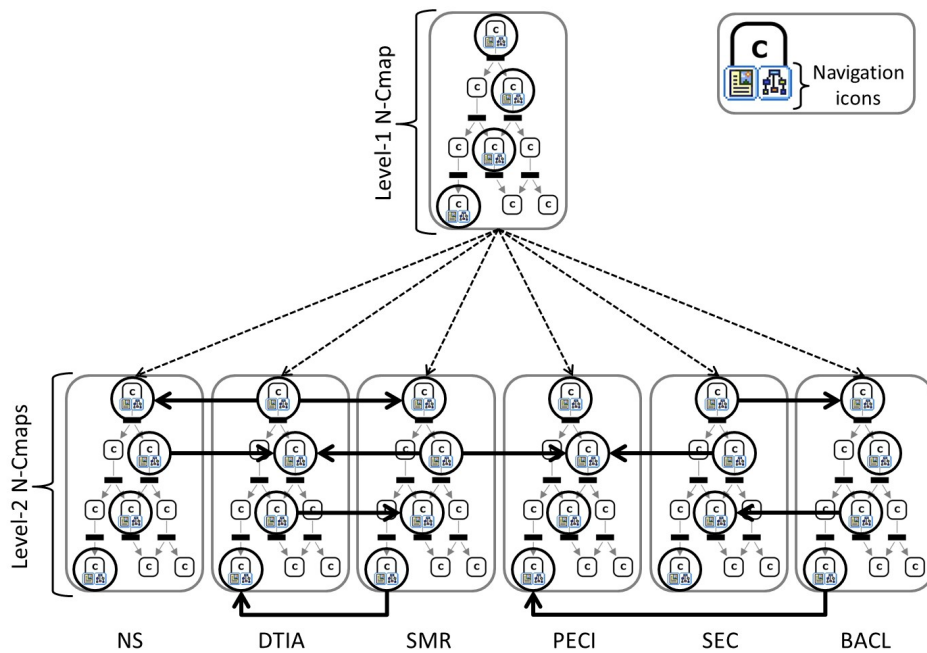 C
C
Navigation
icons
Level-1 N-Cmap
C C
C C C
C C C
Level-2 N-Cmaps
C C C C C C
C C C C C C C C C C C C
C C C C C C C C C C C C C C C C C C
C C C C C C C C C C C C C C C C C C
NS DTIA SMR PECI SEC BACL